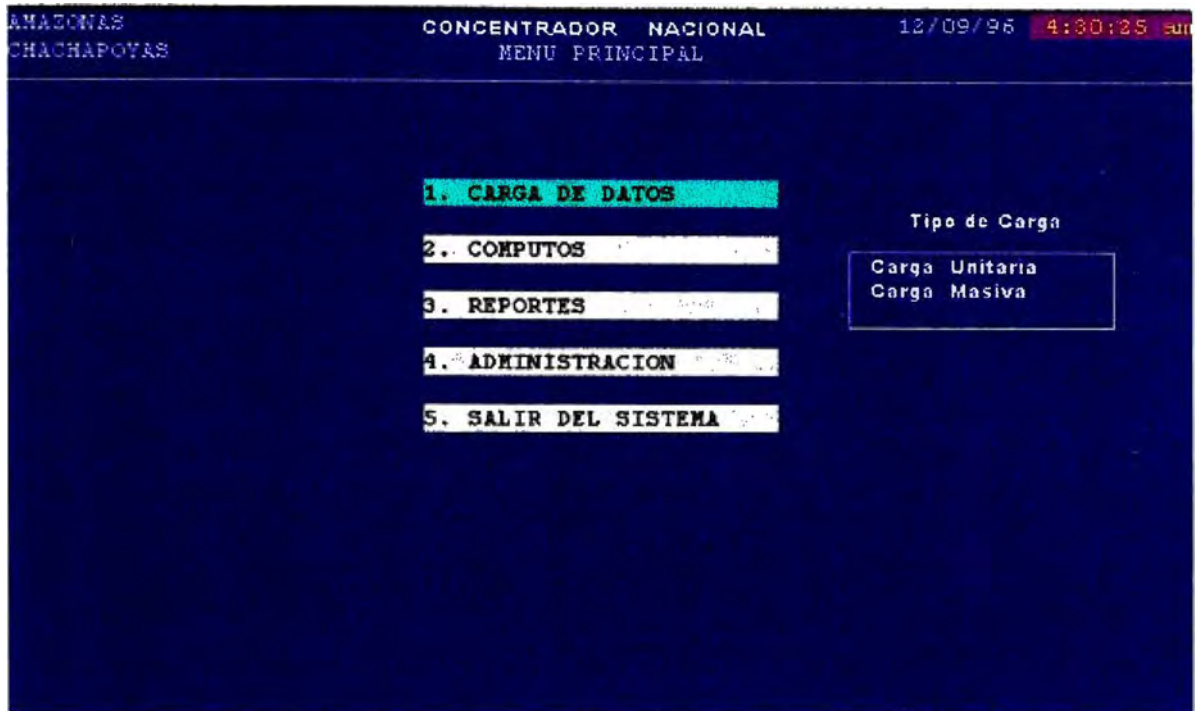 AMAZONAS
CHACHAPOYAS
CONCENTRADOR NACIONAL
MENU PRINCIPAL
12/09/96 4:30:25 am
1. CARGA DE DATOS
2. COMPUTOS
3. REPORTES
4. ADMINISTRACION
5. SALIR DEL SISTEMA
Tipo de Carga
Carga Unitaria
Carga Masiva